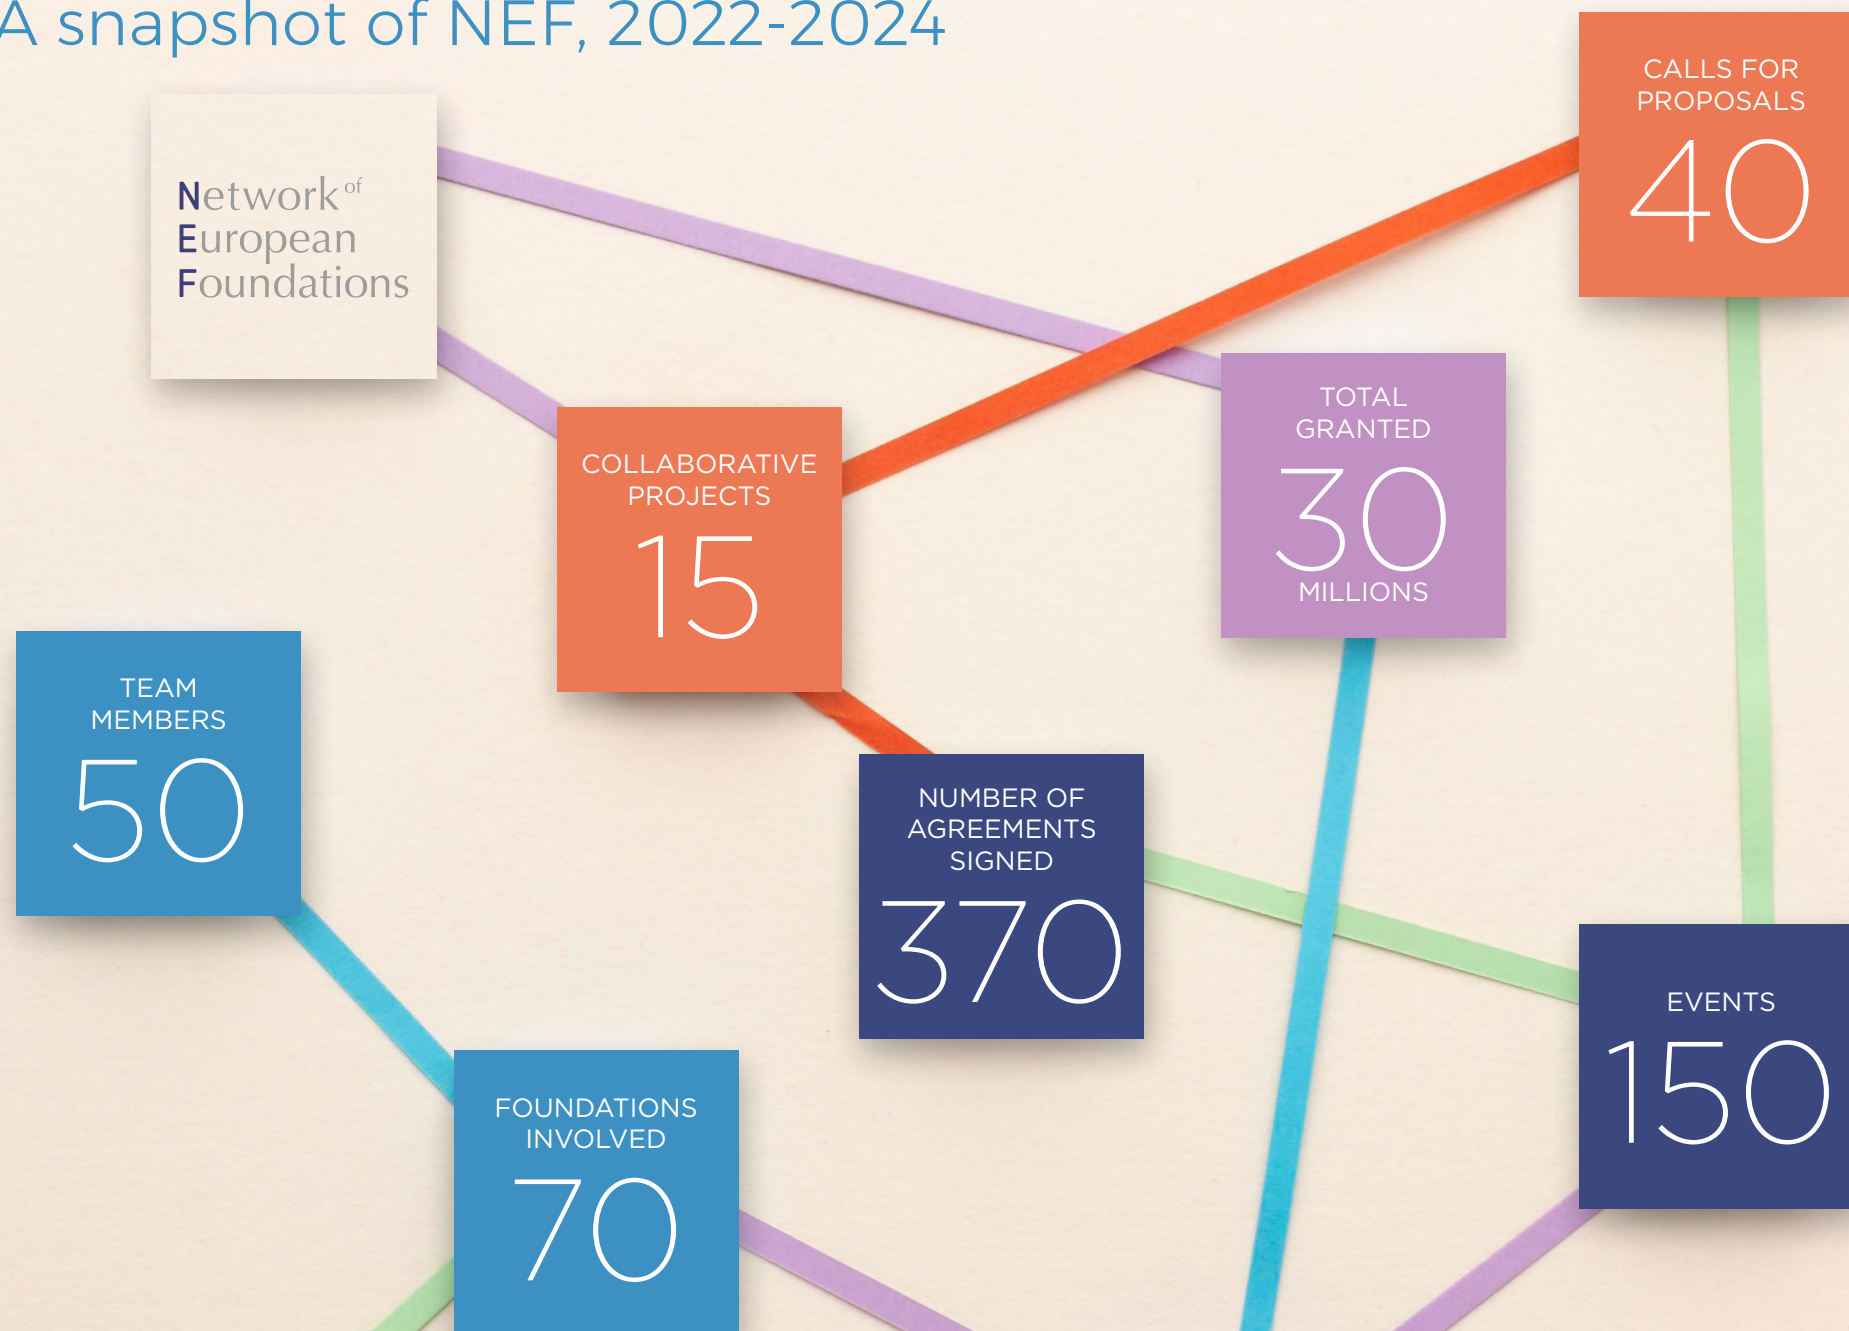 A snapshot of NEF, 2022-2024
Network of
European
Foundations
CALLS FOR
PROPOSALS
40
TOTAL
GRANTED
30
MILLIONS
COLLABORATIVE
PROJECTS
15
TEAM
MEMBERS
50
NUMBER OF
AGREEMENTS
SIGNED
370
EVENTS
150
FOUNDATIONS
INVOLVED
70